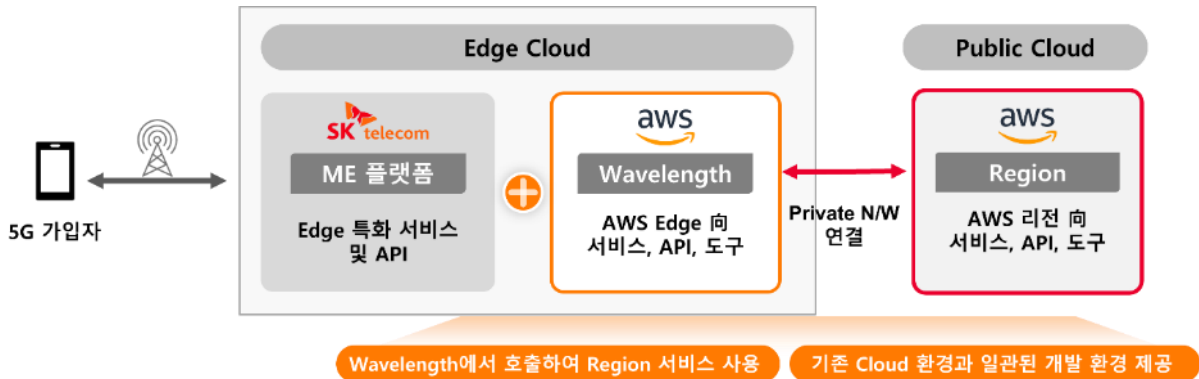 Edge Cloud
Public Cloud
SK telecom
ME 플랫폼
Edge 특화 서비스
및 API
aws
Wavelength
AWS Edge 向
서비스, API, 도구
Private N/W
연결
aws
Region
AWS 리전 向
서비스, API, 도구
5G 가입자
Wavelength에서 호출하여 Region 서비스 사용
기존 Cloud 환경과 일관된 개발 환경 제공